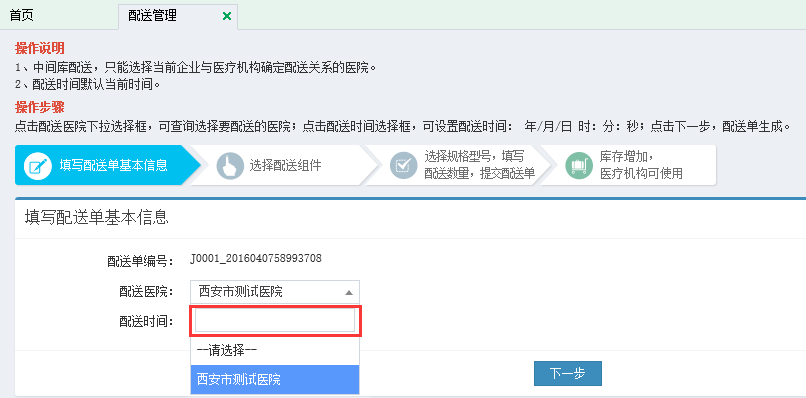 首页
配送管理
操作说明
1、中间库配送，只能选择当前企业与医疗机构确定配送关系的医院。
2、配送时间默认当前时间。
操作步骤
点击配送医院下拉选择框，可查询选择要配送的医院；点击配送时间选择框，可设置配送时间： 年/月/日 时：分：秒；点击下一步，配送单生成。
填写配送单基本信息
选择配送组件
选择规格型号，填写
配送数量，提交配送单
库存增加，
医疗机构可使用
填写配送单基本信息
配送单编号： J0001_2016040758993708
配送医院： 西安市测试医院
配送时间：
--请选择--
西安市测试医院
下一步